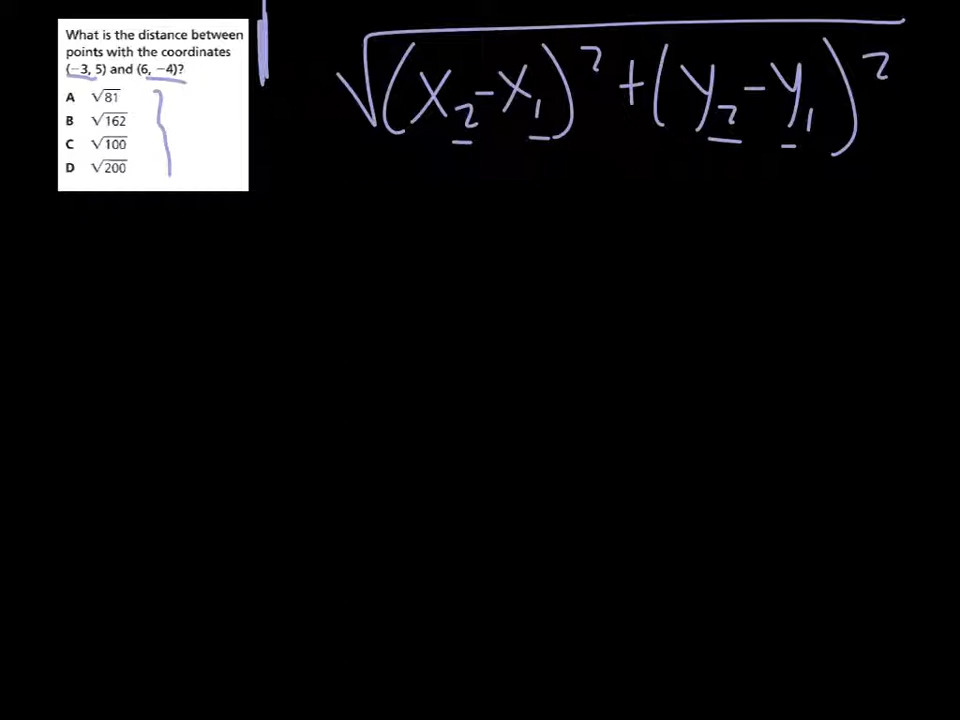 What is the distance between
points with the coordinates
(−3, 5) and (6, −4)?
A √81
B √162
C √100
D √200
√(X₂-X₁)² + (y₂-y₁)²